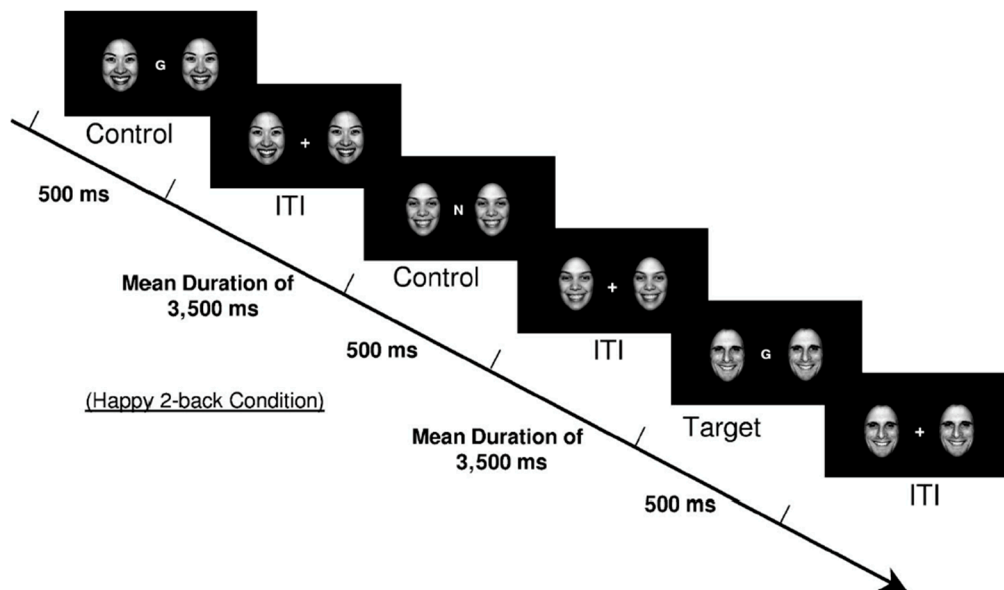 G
Control
+
ITI
500 ms
N
Control
Mean Duration of
3,500 ms
+
ITI
500 ms
G
Target
(Happy 2-back Condition)
Mean Duration of
3,500 ms
+
ITI
500 ms